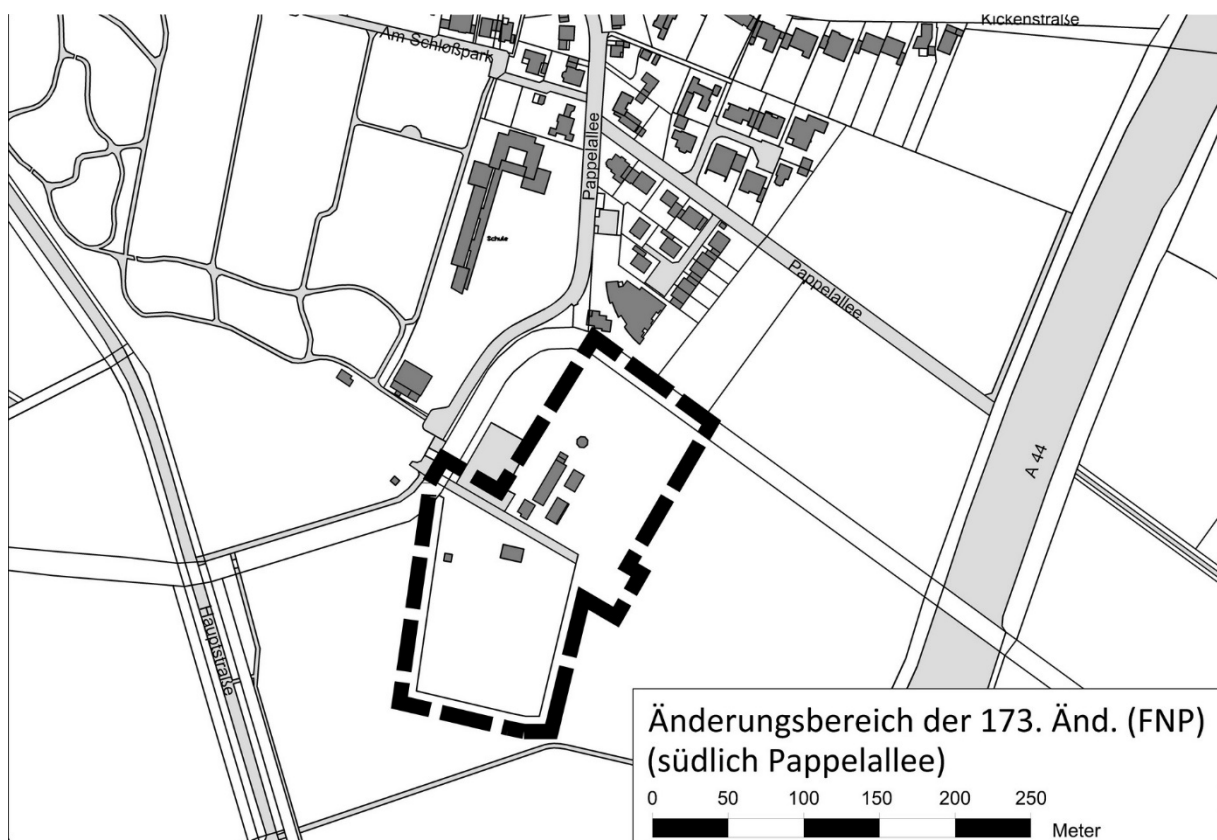 Kickenstraße
Am Schloßpark
Pappelallee
Schule
Pappelallee
A 44
Hauptstraße
Änderungsbereich der 173. Änd. (FNP)
(südlich Pappelallee)
0 50 100 150 200 250
Meter